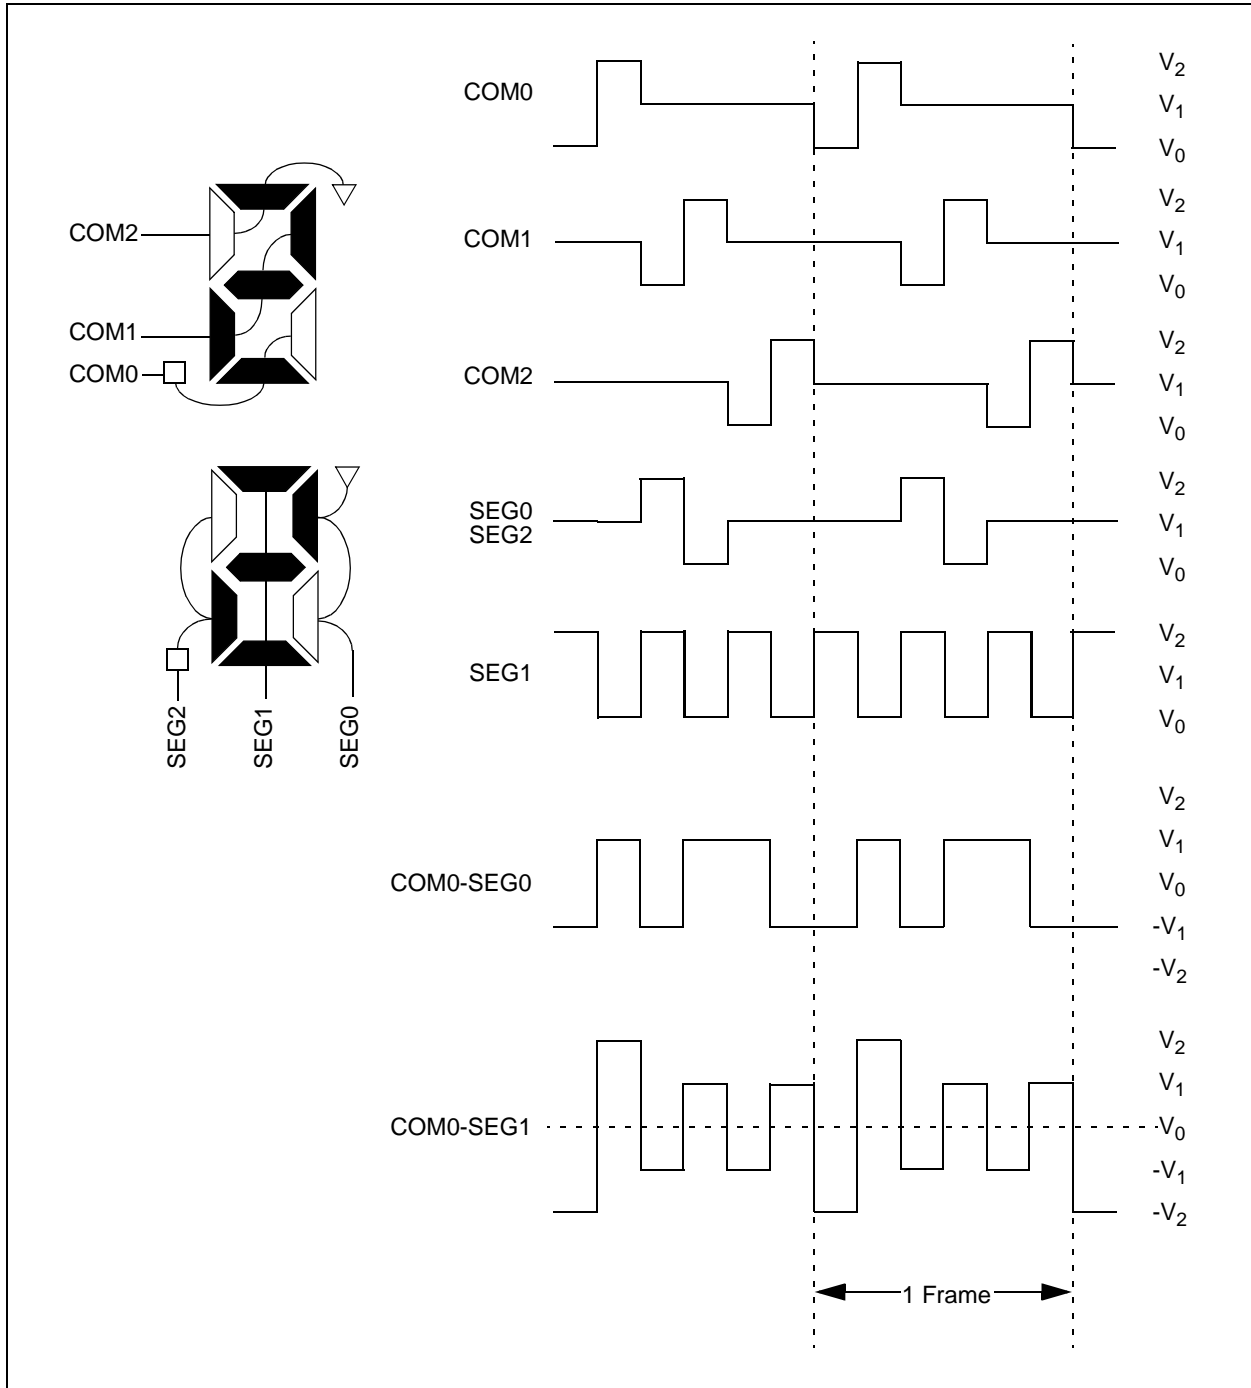 COM0
V2
V1
V0
COM2
COM1
COM0
COM1
V2
V1
V0
COM2
V2
V1
V0
SEG0
SEG2
V2
V1
V0
SEG2
SEG1
SEG0
SEG1
V2
V1
V0
COM0-SEG0
V2
V1
V0
-V1
-V2
COM0-SEG1
V2
V1
V0
-V1
-V2
1 Frame